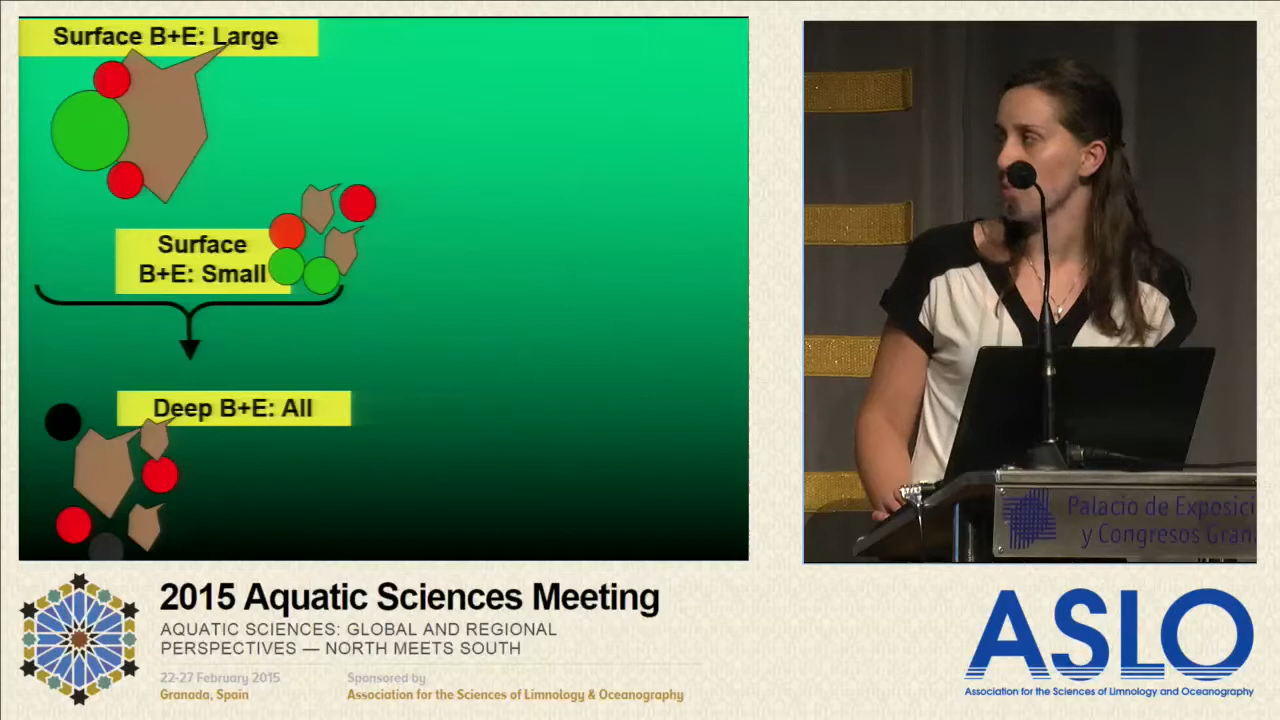 Surface B+E: Large
Surface
B+E: Small
Deep B+E: All
Palacio de
y Congresos
2015 Aquatic Sciences Meeting
AQUATIC SCIENCES: GLOBAL AND REGIONAL
PERSPECTIVES — NORTH MEETS SOUTH
22-27 February 2015
Sponsored by
Granada, Spain
Association for the Sciences of Limnology & Oceanography
ASLO
Association for the Sciences of Limnology and Oceanography